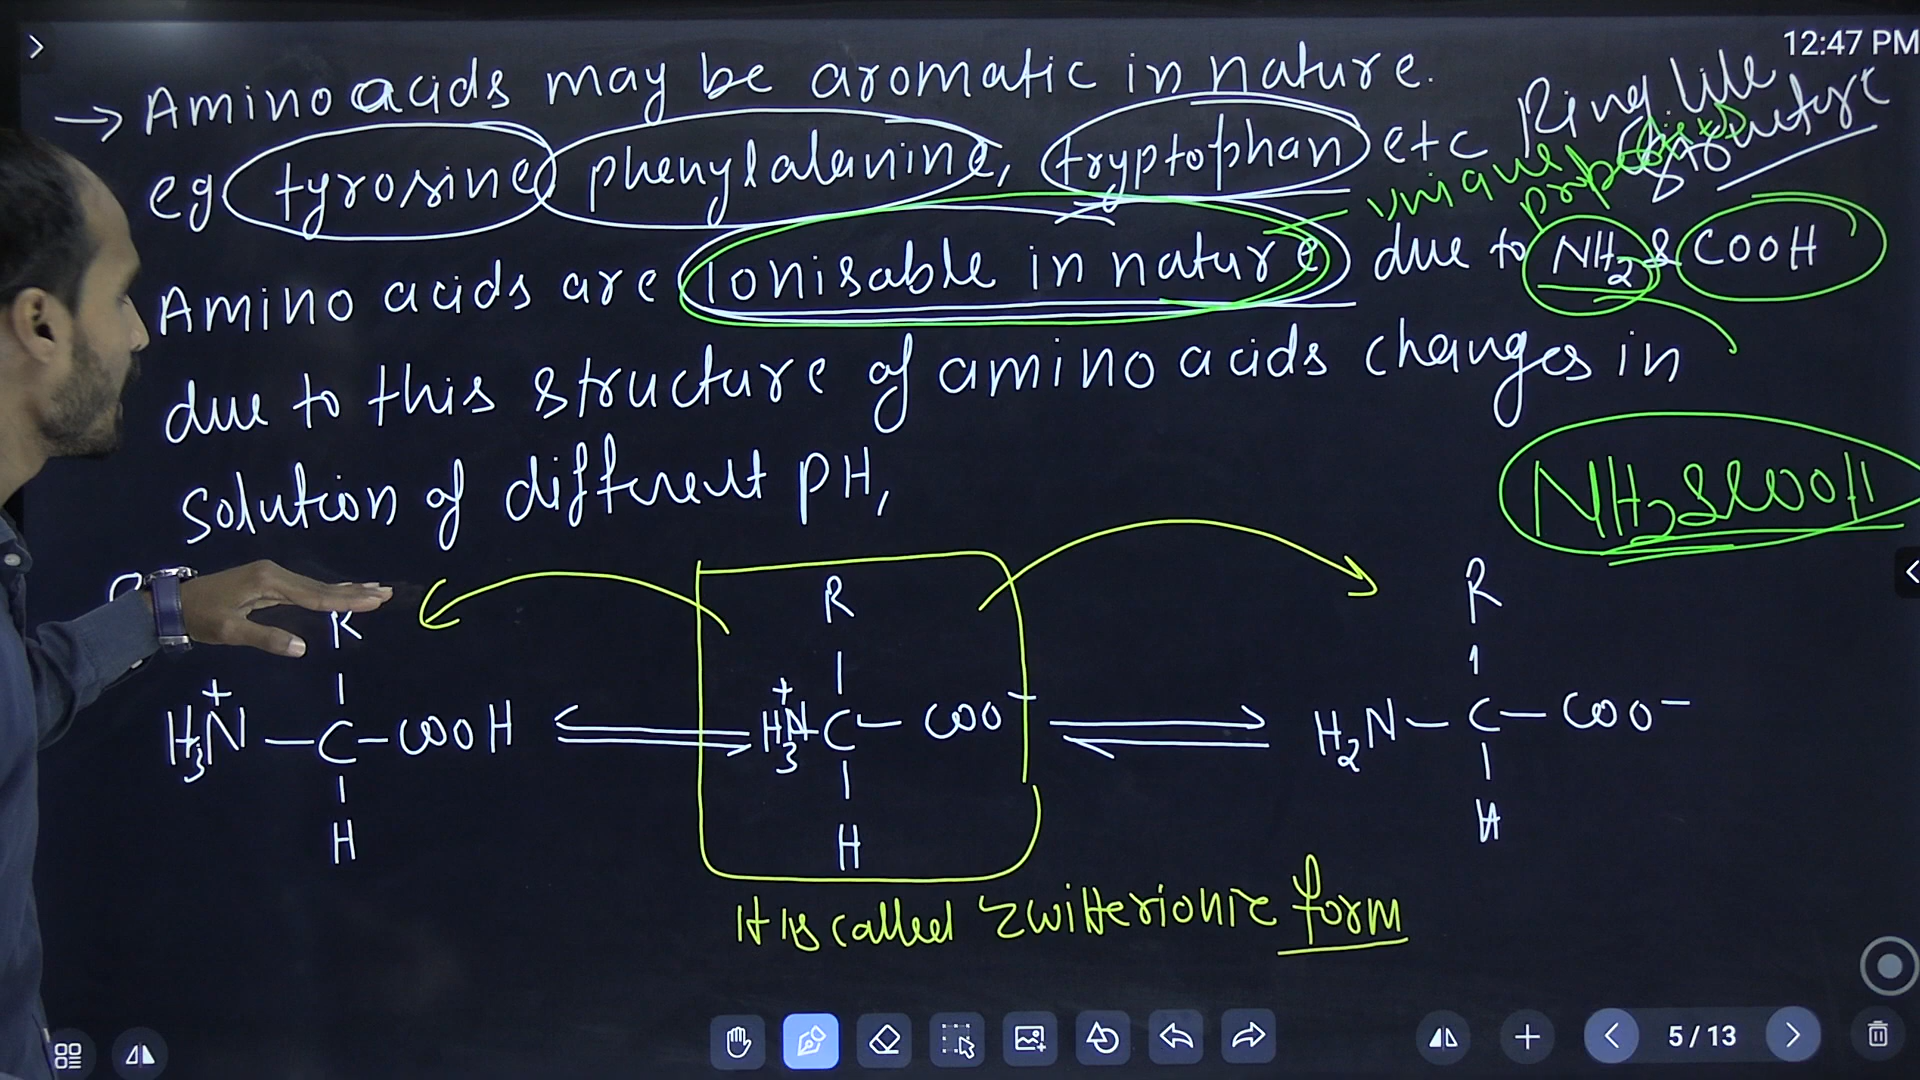 12:47 PM
→ Amino acids may be aromatic in nature.
Ring like
structure
eg tyrosine phenylalanine, tryptophan etc
unique
Amino acids are ionisable in nature due to NH2 & COOH
due to this structure of amino acids changes in
NH2 & COOH
Solution of different PH,
R
R
R
H3N+ — C — COOH
H3N+ C — COO−
H2N — C — COO−
H
H
H
It is called zwitterionic form
5/13